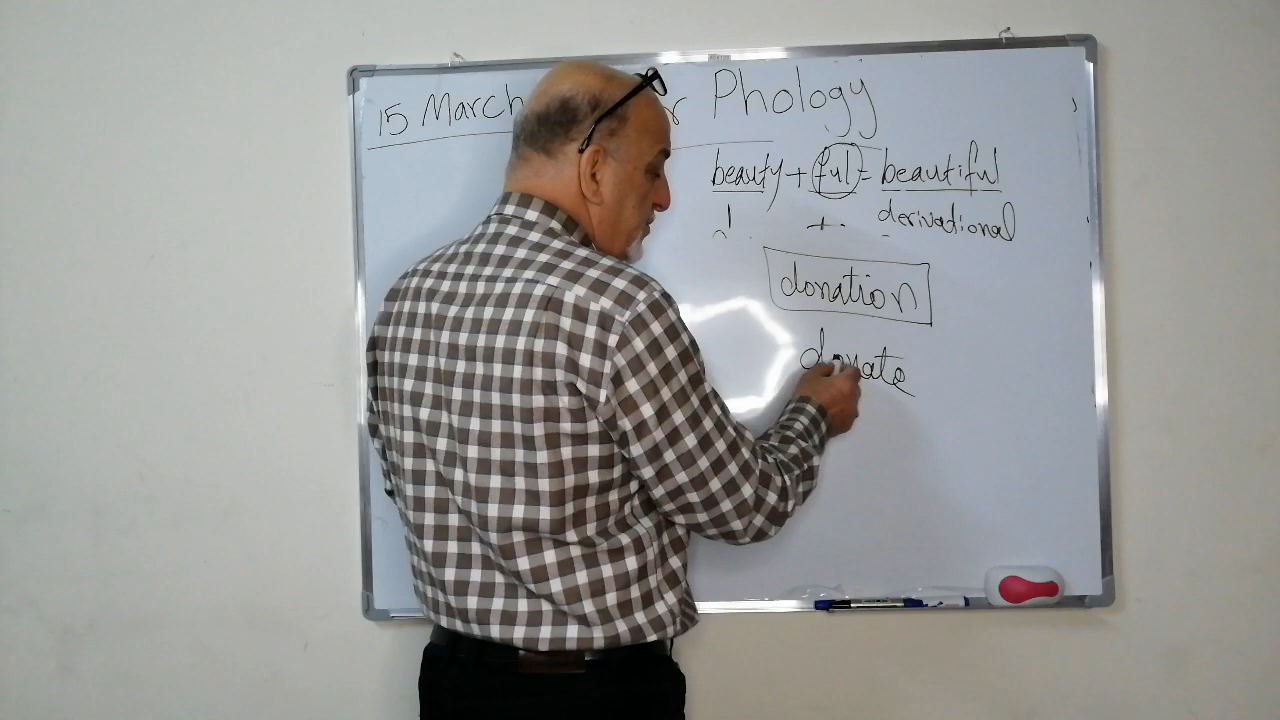 15 March Phology
beauty + ful = beautiful
+ derivational
donation
donate